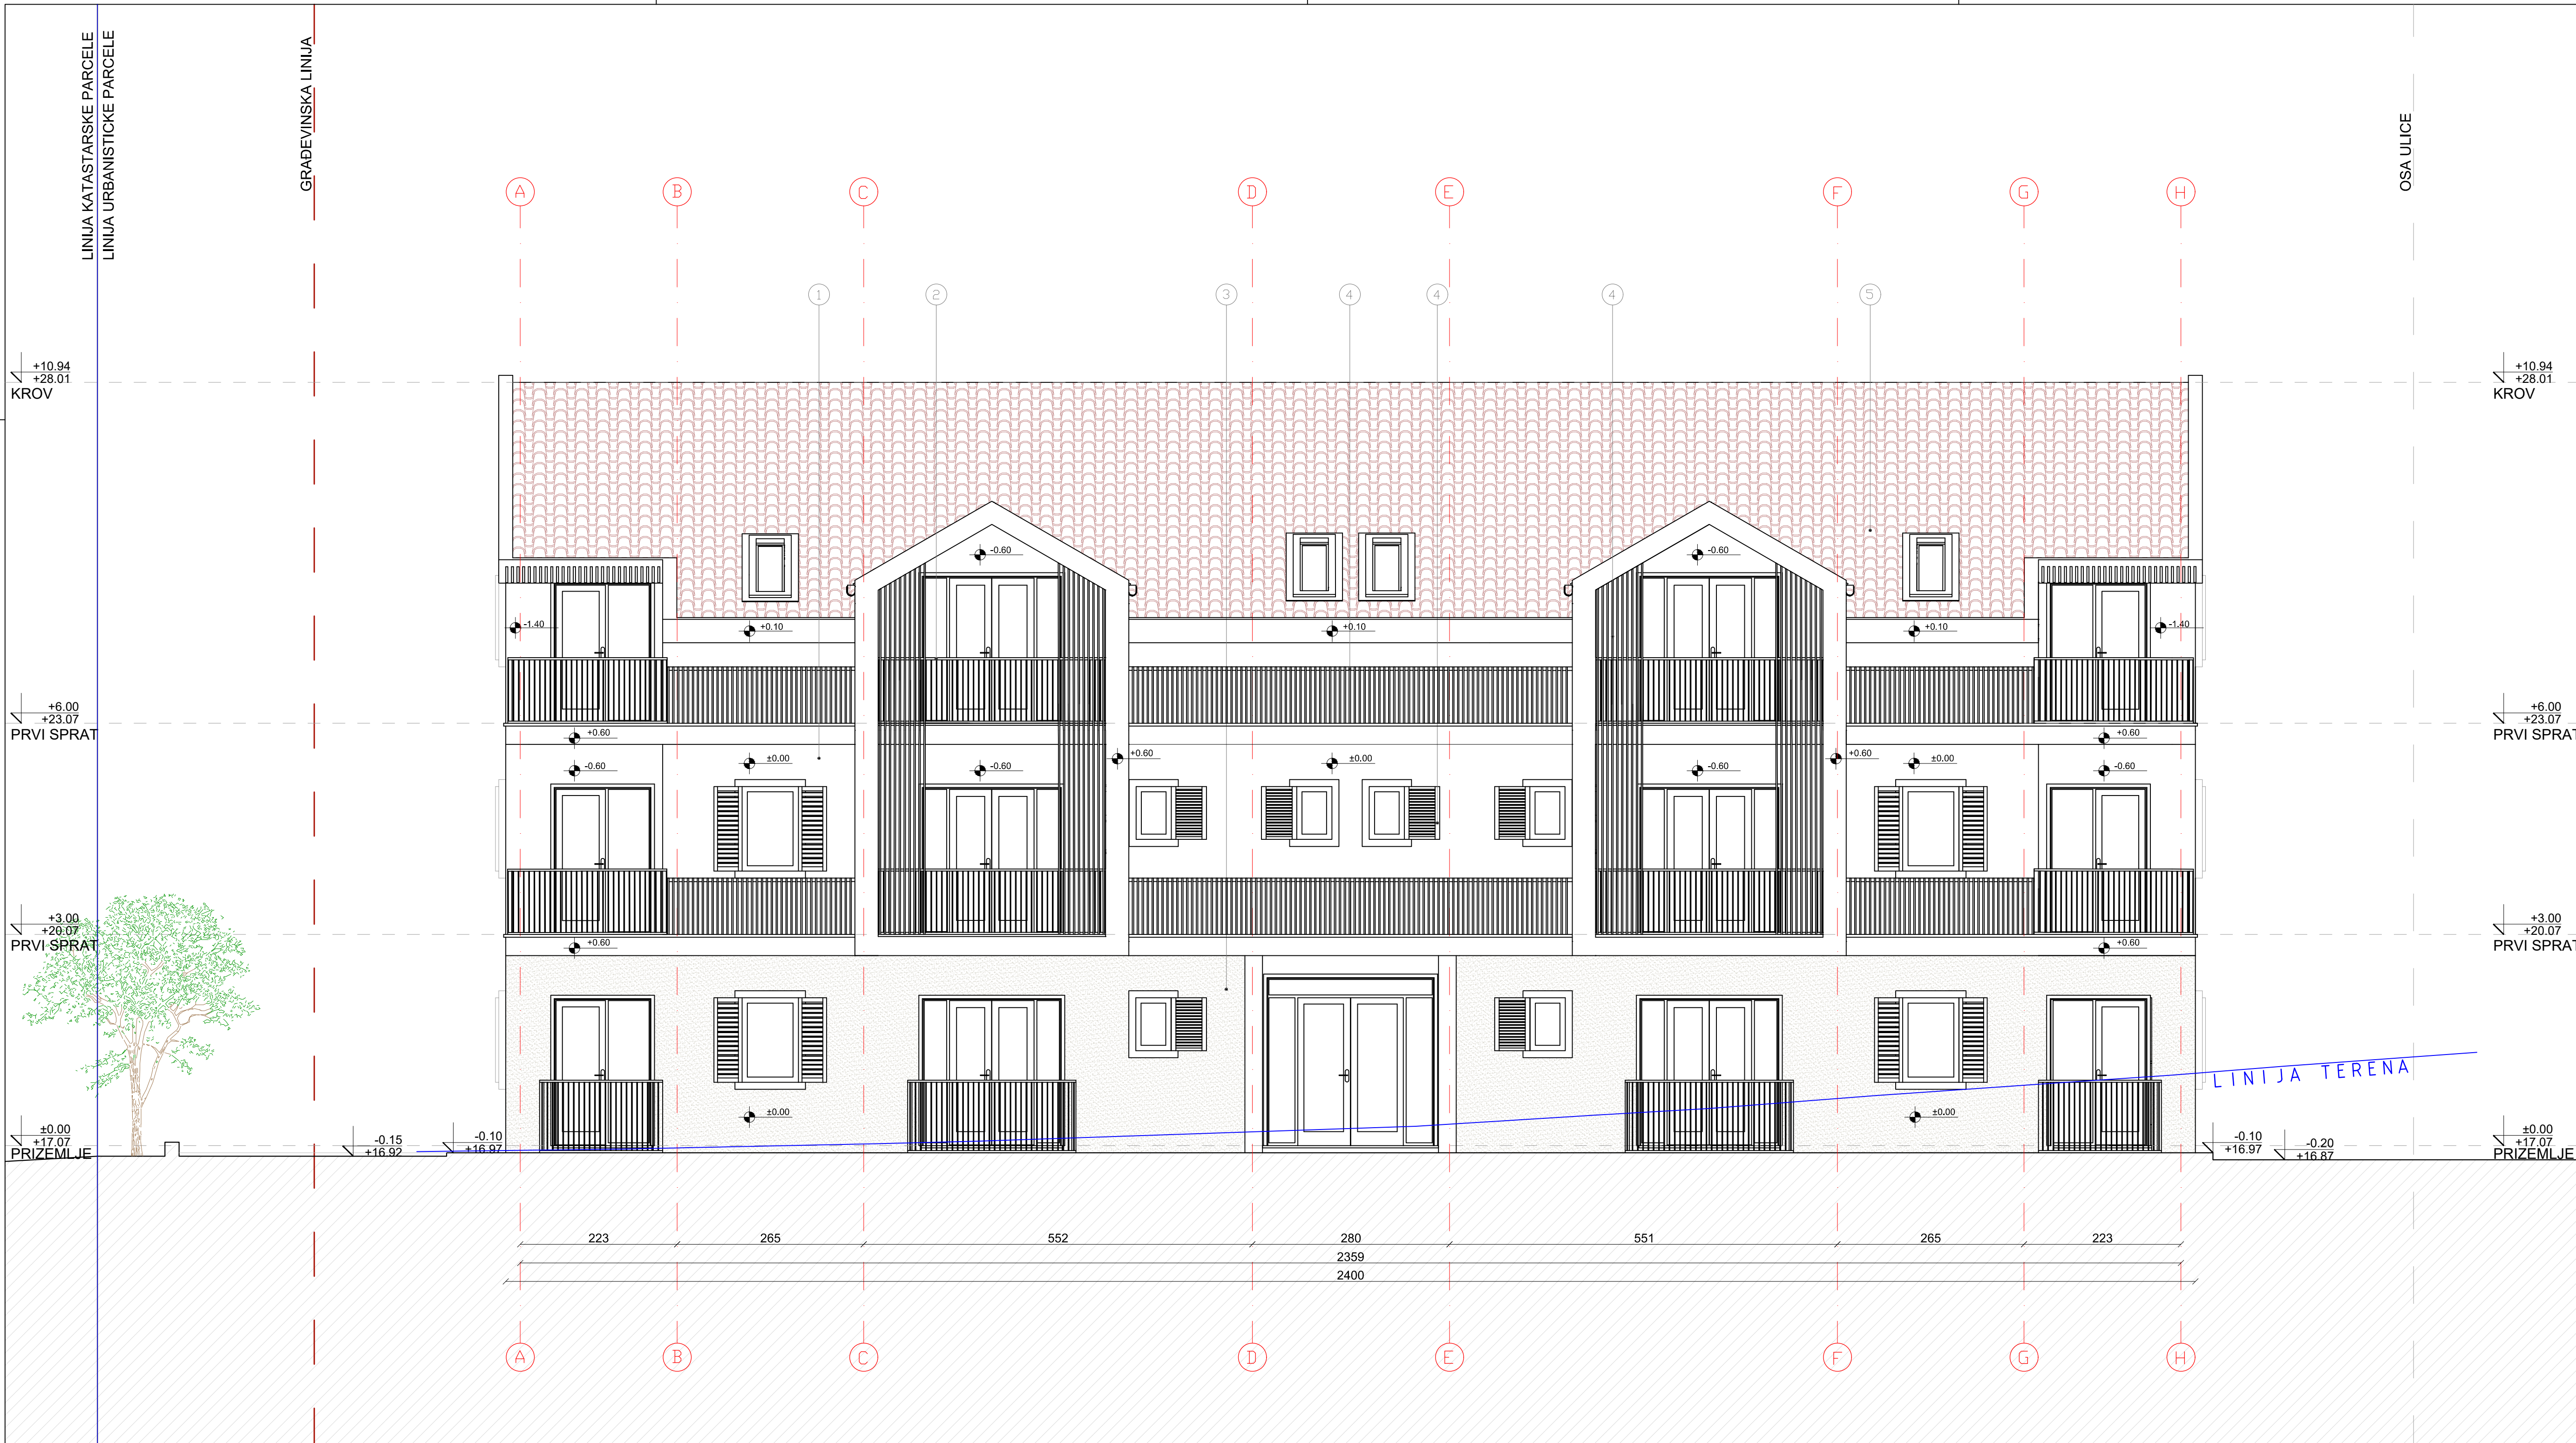 LINIJA KATASTARSKE PARCELE
LINIJA URBANISTICKE PARCELE
GRAĐEVINSKA LINIJA
OSA ULICE
A B C D E F G H
1 2 3 4 4 4 5
+10.94
+28.01
KROV
+10.94
+28.01
KROV
-0.60 -0.60
-1.40 +0.10 +0.10 +0.10 -1.40
+6.00
+23.07
PRVI SPRAT
+6.00
+23.07
PRVI SPRAT
+0.60 +0.60
+0.60 +0.60
-0.60 ±0.00 -0.60 ±0.00 -0.60 ±0.00 -0.60
+3.00
+20.07
PRVI SPRAT
+3.00
+20.07
PRVI SPRAT
+0.60 +0.60
LINIJA TERENA
±0.00 ±0.00
±0.00
+17.07
PRIZEMLJE
-0.15
+16.92
-0.10
+16.97
-0.10
+16.97
-0.20
+16.87
±0.00
+17.07
PRIZEMLJE
223 265 552 280 551 265 223
2359
2400
A B C D E F G H